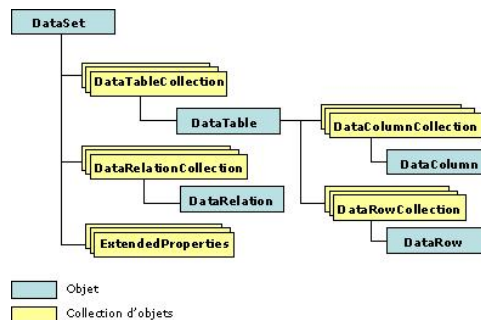 DataSet
DataTableCollection
DataTable
DataColumnCollection
DataColumn
DataRelationCollection
DataRelation
DataRowCollection
DataRow
ExtendedProperties
Objet
Collection d'objets